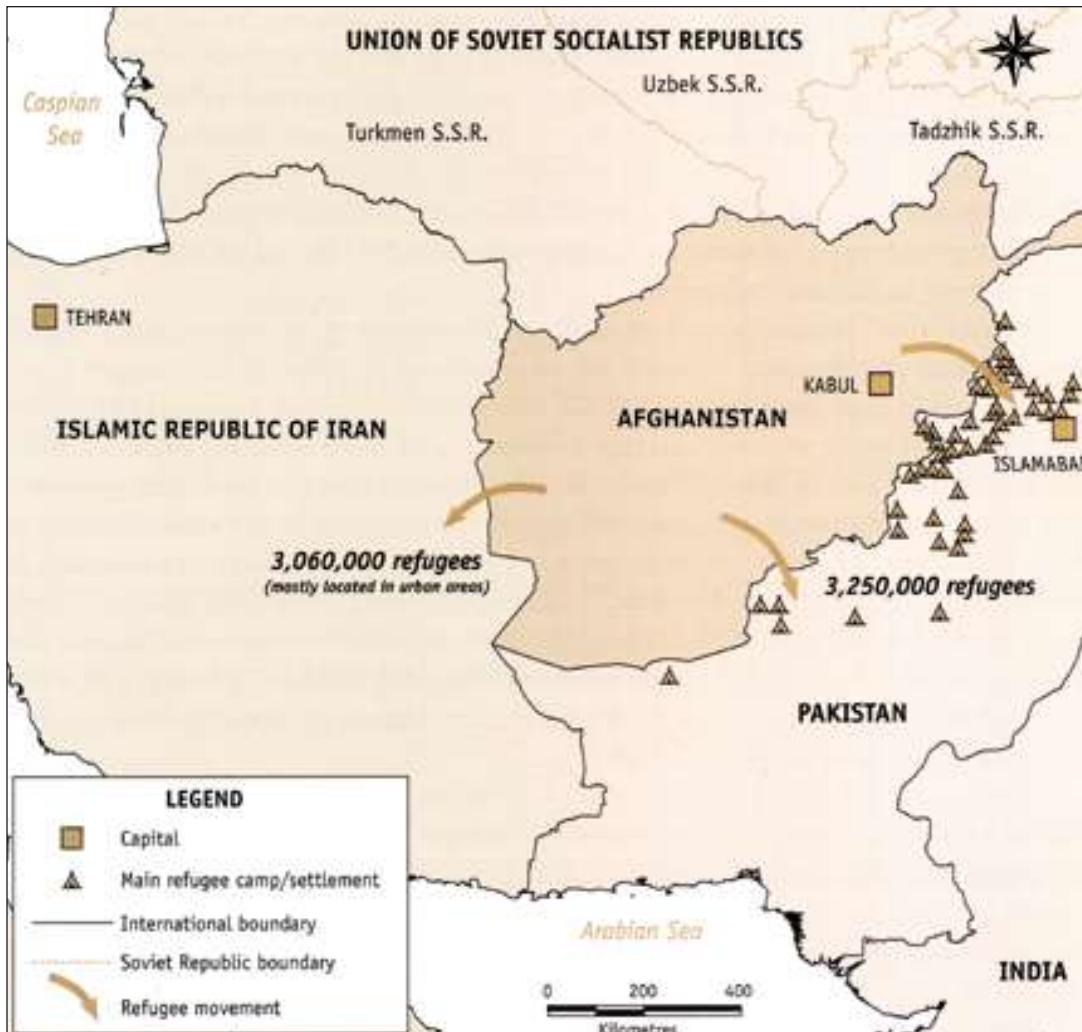 UNION OF SOVIET SOCIALIST REPUBLICS
Uzbek S.S.R.
Caspian
Sea
Turkmen S.S.R.
Tadzhik S.S.R.
TEHRAN
KABUL
ISLAMIC REPUBLIC OF IRAN
AFGHANISTAN
ISLAMABA
3,060,000 refugees
(mostly located in urban areas)
3,250,000 refugees
PAKISTAN
LEGEND
Capital
Main refugee camp/settlement
International boundary
Soviet Republic boundary
Refugee movement
Arabian Sea
INDIA
0 200 400
Kilometres